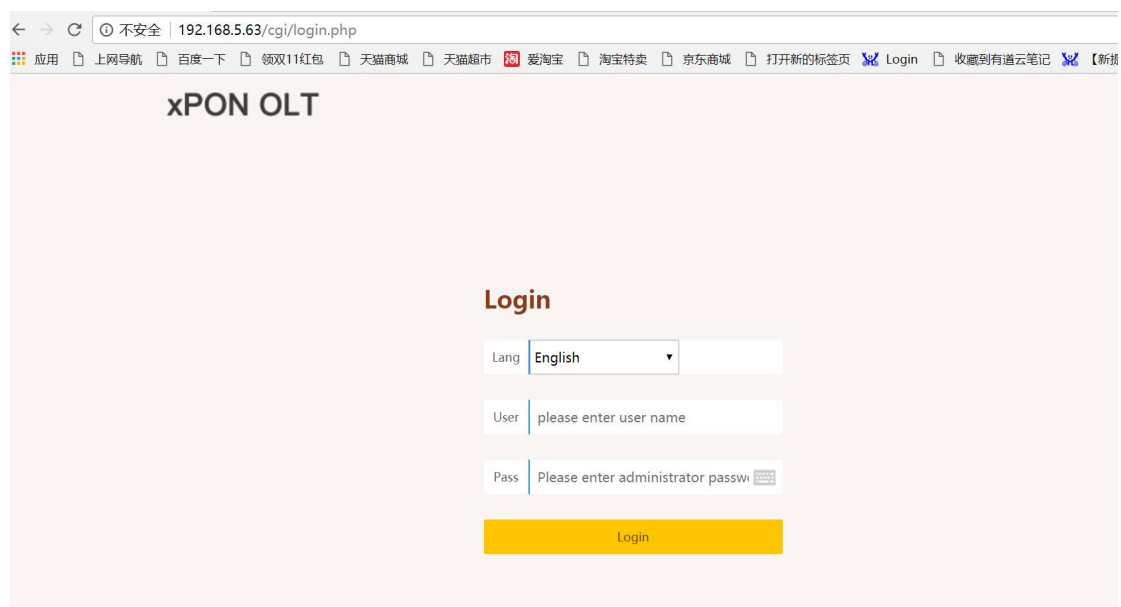 不安全 192.168.5.63/cgi/login.php
应用 上网导航 百度一下 领双11红包 天猫商城 天猫超市 淘 爱淘宝 淘宝特卖 京东商城 打开新的标签页 Login 收藏到有道云笔记
xPON OLT
Login
Lang English
User please enter user name
Pass Please enter administrator
Login